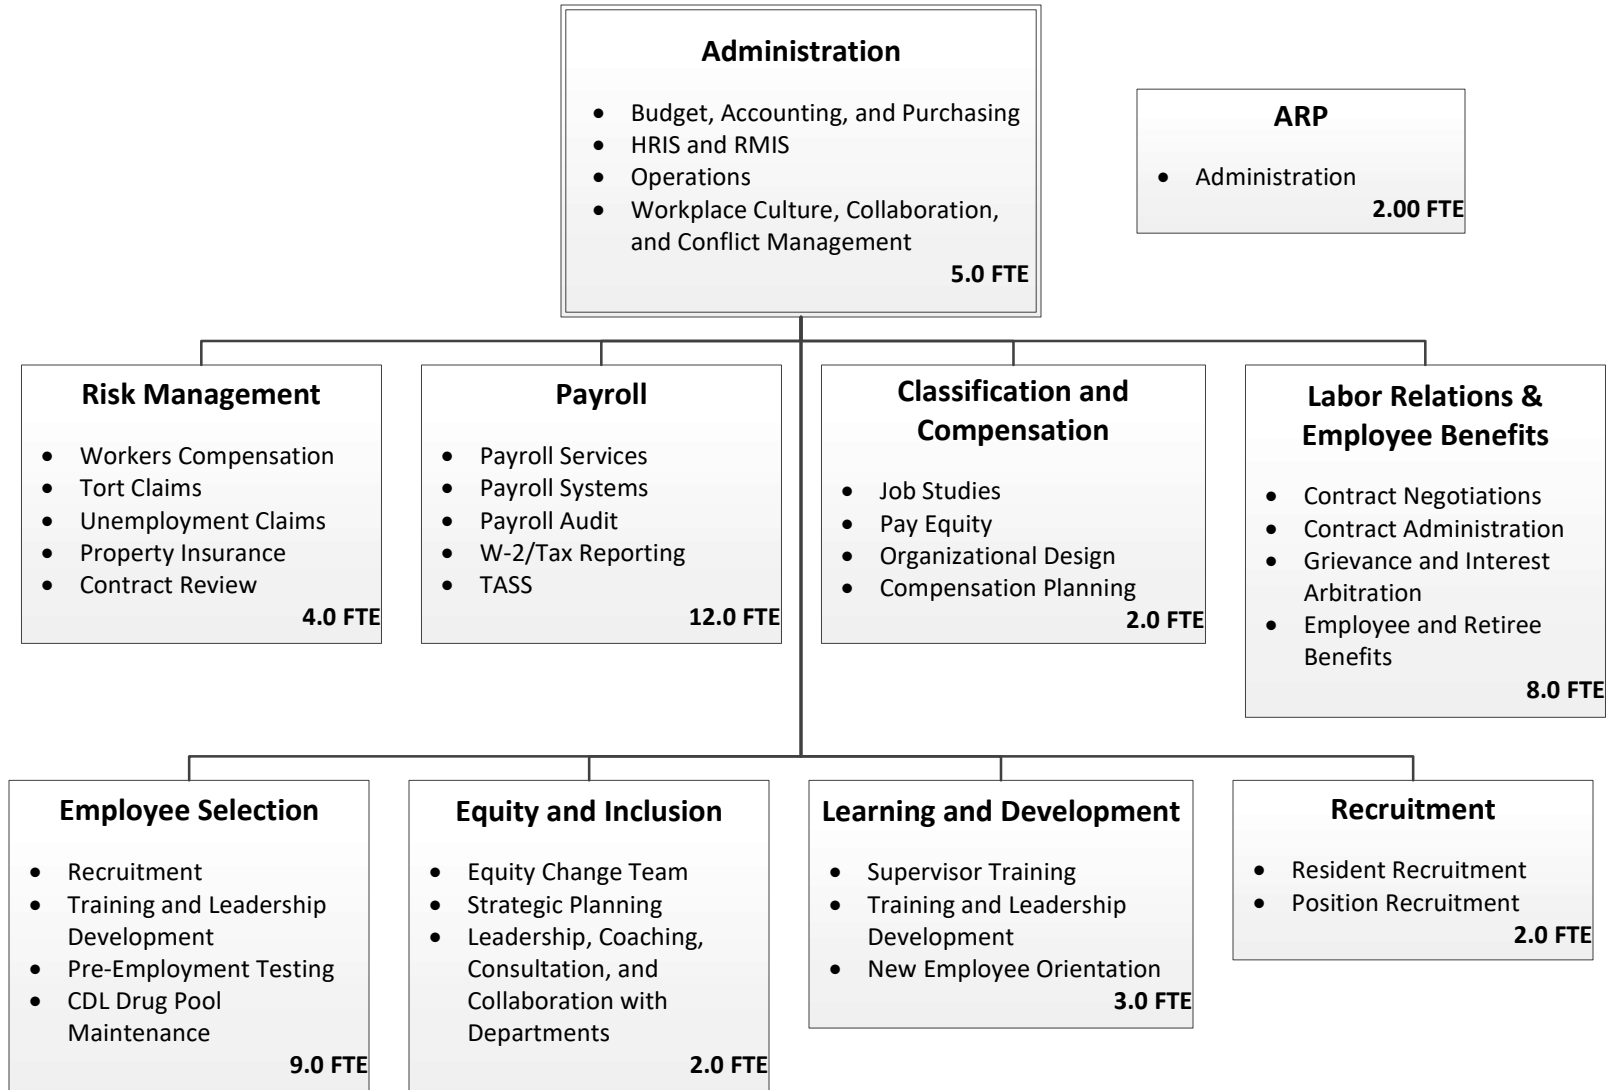 Administration
• Budget, Accounting, and Purchasing
• HRIS and RMIS
• Operations
• Workplace Culture, Collaboration,
and Conflict Management
5.0 FTE
ARP
• Administration
2.00 FTE
Risk Management
• Workers Compensation
• Tort Claims
• Unemployment Claims
• Property Insurance
• Contract Review
4.0 FTE
Payroll
• Payroll Services
• Payroll Systems
• Payroll Audit
• W-2/Tax Reporting
• TASS
12.0 FTE
Classification and
Compensation
• Job Studies
• Pay Equity
• Organizational Design
• Compensation Planning
2.0 FTE
Labor Relations &
Employee Benefits
• Contract Negotiations
• Contract Administration
• Grievance and Interest
Arbitration
• Employee and Retiree
Benefits
8.0 FTE
Employee Selection
• Recruitment
• Training and Leadership
Development
• Pre-Employment Testing
• CDL Drug Pool
Maintenance
9.0 FTE
Equity and Inclusion
• Equity Change Team
• Strategic Planning
• Leadership, Coaching,
Consultation, and
Collaboration with
Departments
2.0 FTE
Learning and Development
• Supervisor Training
• Training and Leadership
Development
• New Employee Orientation
3.0 FTE
Recruitment
• Resident Recruitment
• Position Recruitment
2.0 FTE